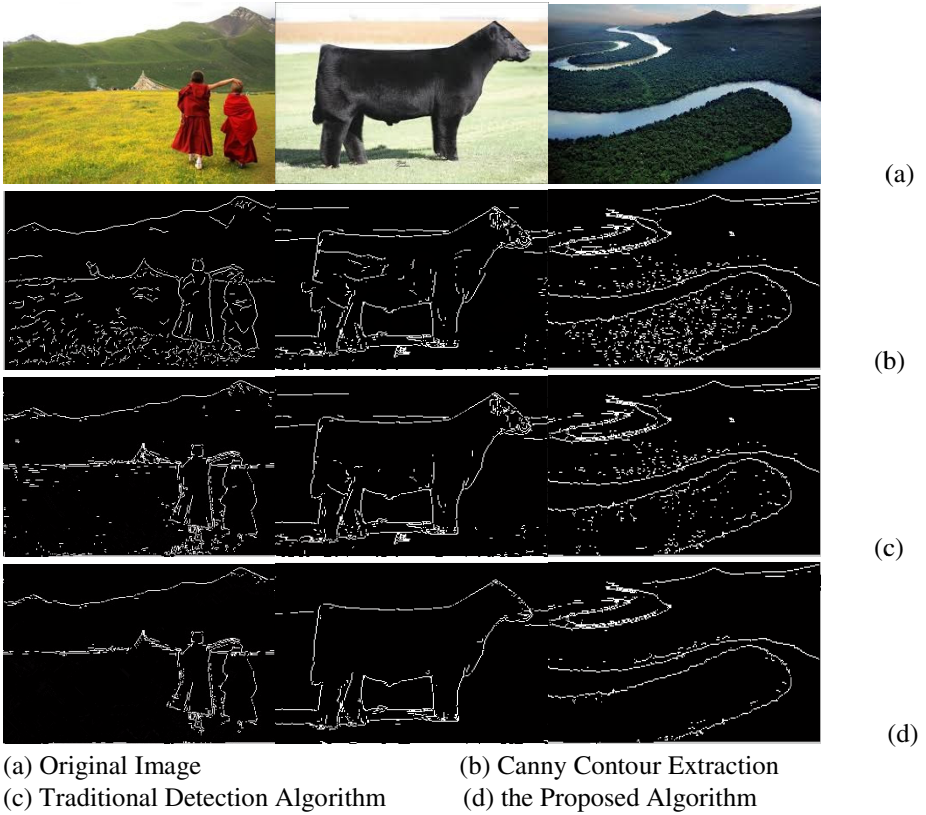 (a)
(b)
(c)
(d)
(a) Original Image (b) Canny Contour Extraction
(c) Traditional Detection Algorithm (d) the Proposed Algorithm